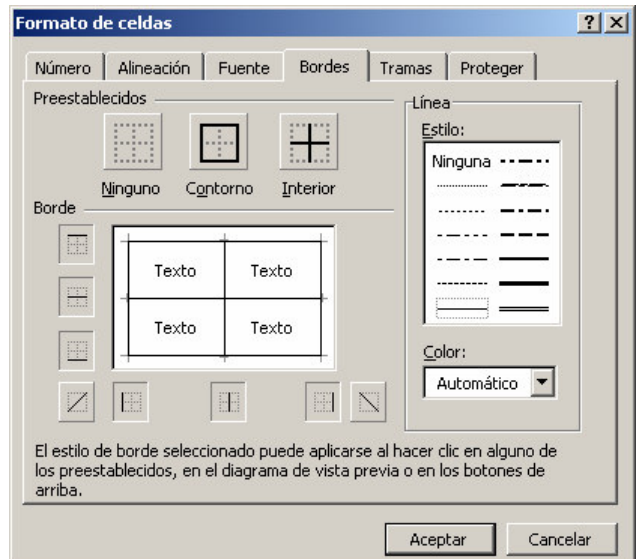 Formato de celdas
Número Alineación Fuente Bordes Tramas Proteger
Preestablecidos
Ninguno Contorno Interior
Línea
Estilo:
Ninguna
Borde
Texto Texto
Texto Texto
Color:
Automático
El estilo de borde seleccionado puede aplicarse al hacer clic en alguno de
los preestablecidos, en el diagrama de vista previa o en los botones de
arriba.
Aceptar Cancelar